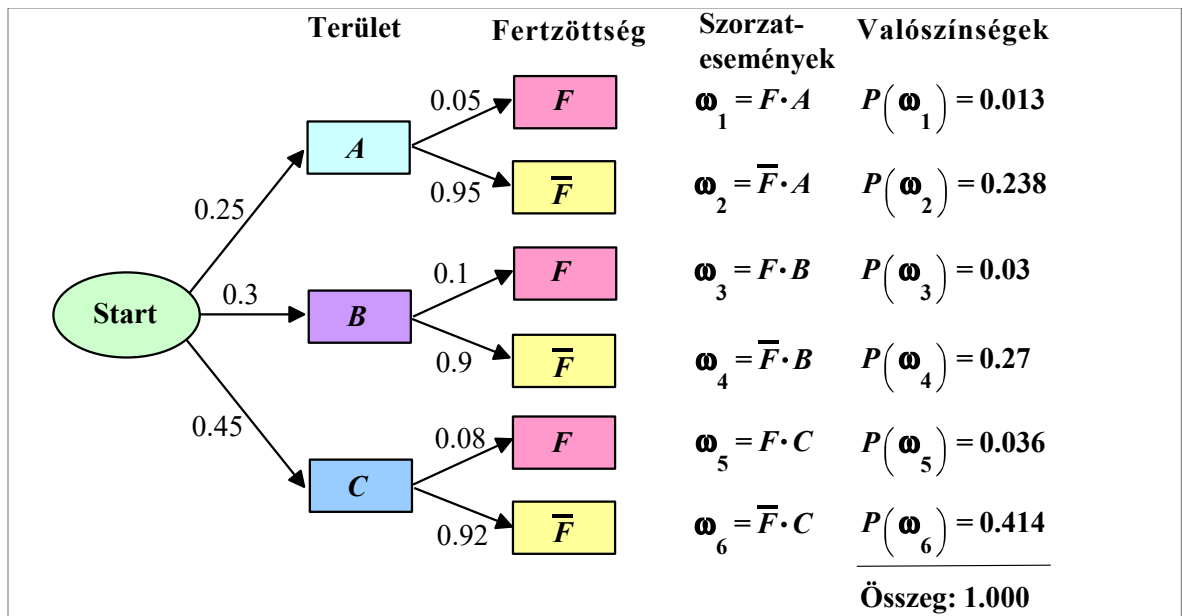 Terület Fertzöttség Szorzat- Valószínségek
események
0.05 F ω1 = F·A P(ω1) = 0.013
A
0.95 F̅ ω2 = F̅·A P(ω2) = 0.238
0.25
0.1 F ω3 = F·B P(ω3) = 0.03
Start 0.3 B
0.9 F̅ ω4 = F̅·B P(ω4) = 0.27
0.45
0.08 F ω5 = F·C P(ω5) = 0.036
C
0.92 F̅ ω6 = F̅·C P(ω6) = 0.414
Összeg: 1.000